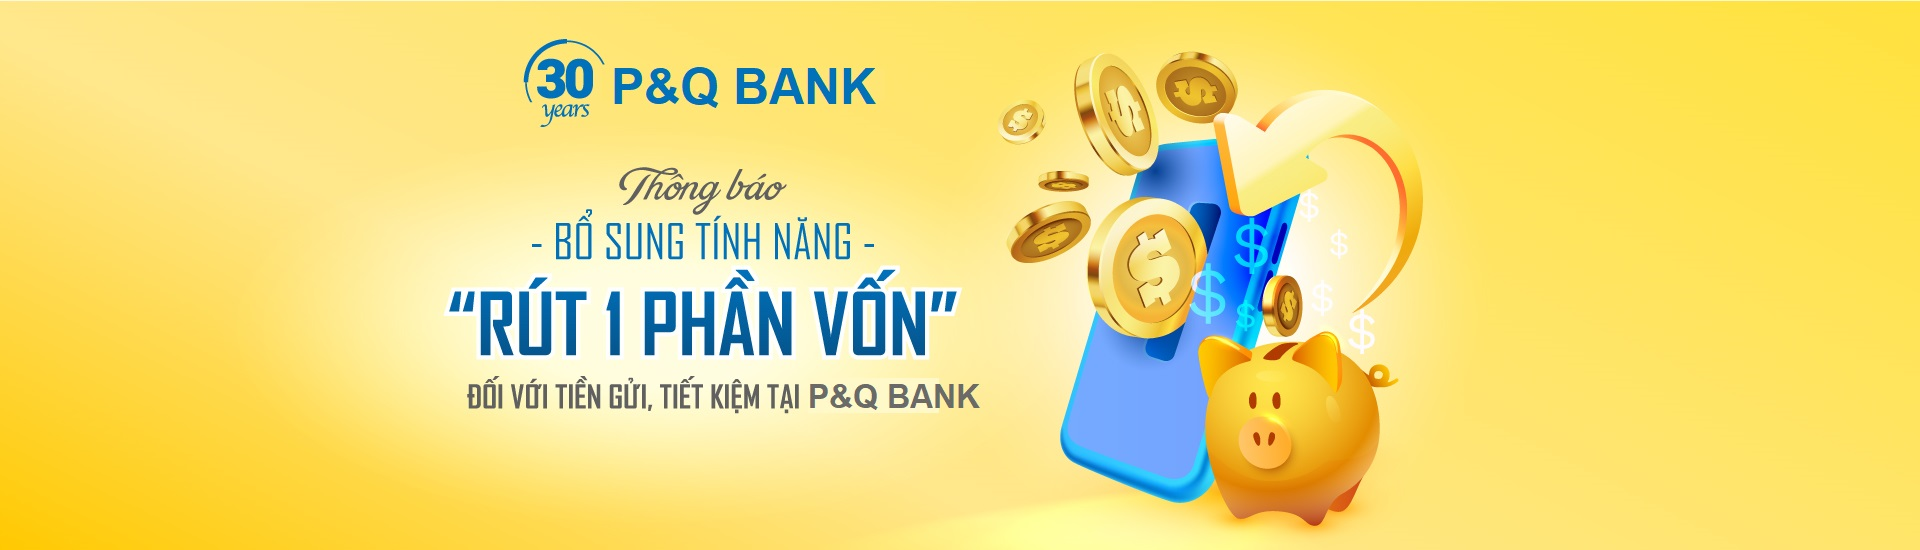 30 years P&Q BANK
Thông báo
- BỔ SUNG TÍNH NĂNG -
“RÚT 1 PHẦN VỐN”
ĐỐI VỚI TIỀN GỬI, TIẾT KIỆM TẠI P&Q BANK